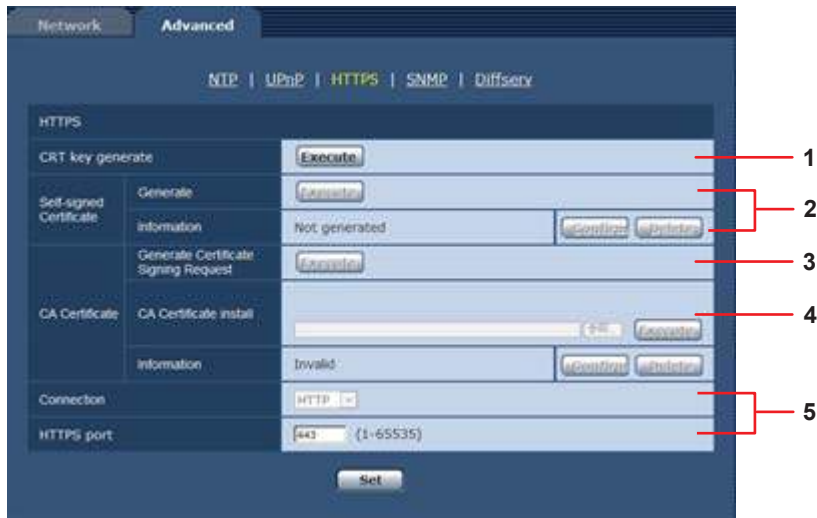 Network Advanced
NTP | UPnP | HTTPS | SNMP | Diffserv
HTTPS
CRT key generate Execute 1
Self-signed Certificate Generate Execute 2
Information Not generated Confirm Delete
CA Certificate Generate Certificate Signing Request Execute 3
CA Certificate install Execute 4
Information Invalid Confirm Delete
Connection HTTP 5
HTTPS port 443 (1-65535)
Set